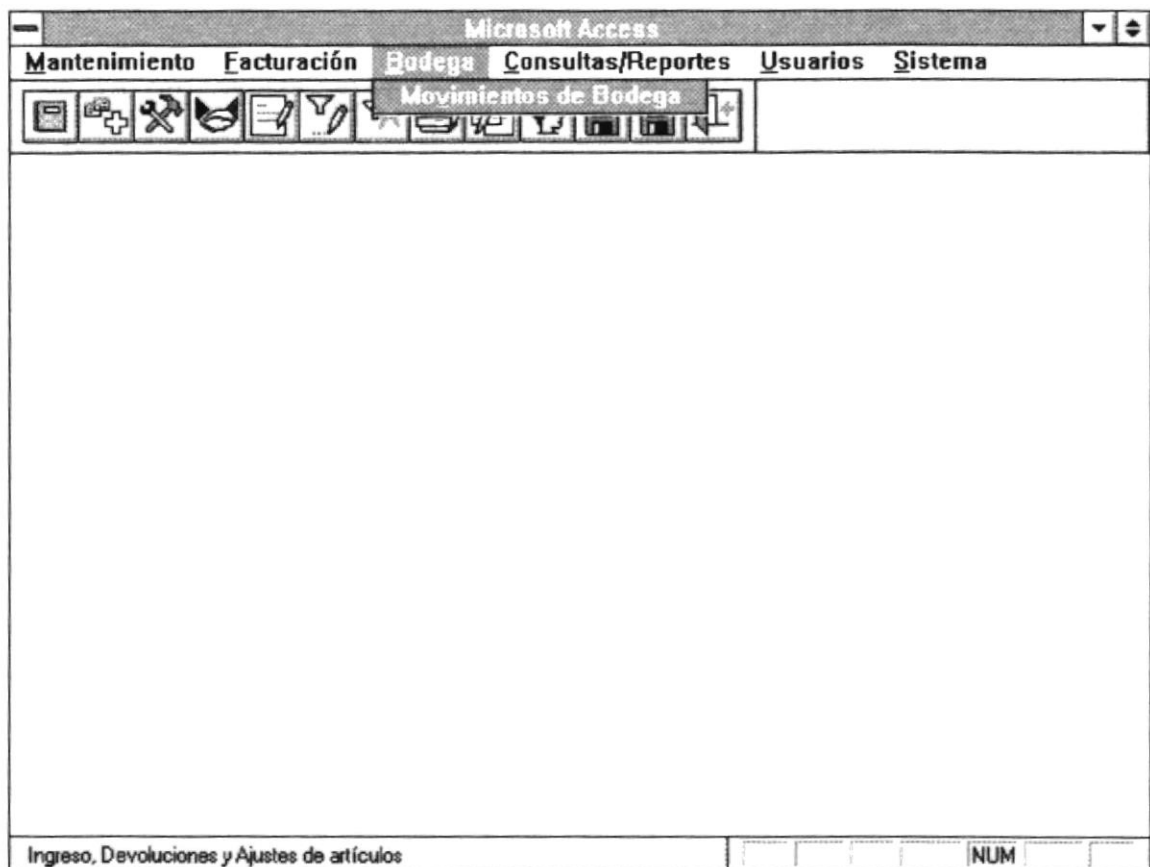 Microsoft Access
Mantenimiento Facturación Bodega Consultas/Reportes Usuarios Sistema
Movimientos de Bodega
Ingreso, Devoluciones y Ajustes de artículos NUM